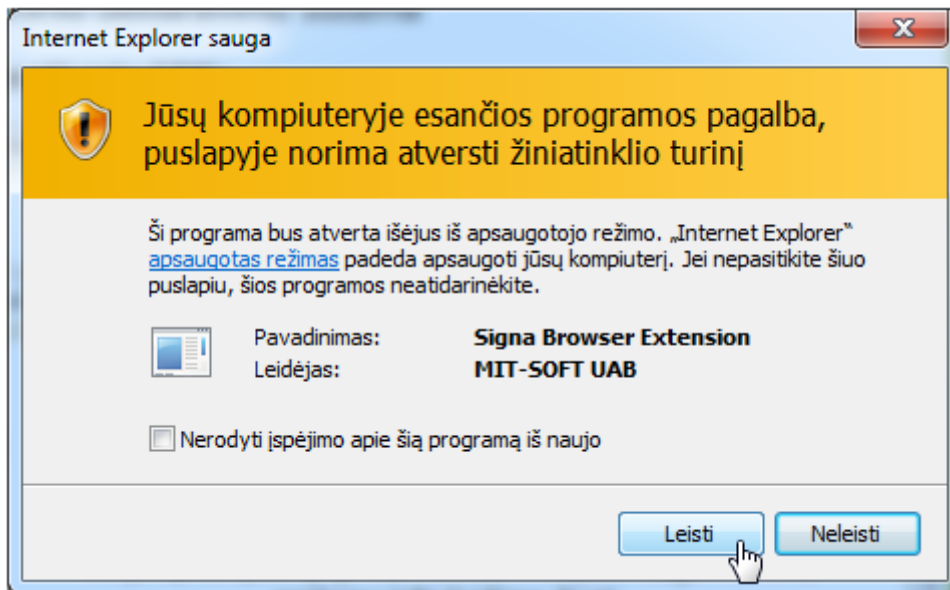 Internet Explorer sauga
Jūsų kompiuteryje esančios programos pagalba,
puslapyje norima atversti žiniatinklio turinį
Ši programa bus atverta išėjus iš apsaugotojo režimo. „Internet Explorer“
apsaugotas režimas padeda apsaugoti jūsų kompiuterį. Jei nepasitikite šiuo
puslapiu, šios programos neatidarinėkite.
Pavadinimas: Signa Browser Extension
Leidėjas: MIT-SOFT UAB
Nerodyti įspėjimo apie šią programą iš naujo
Leisti Neleisti